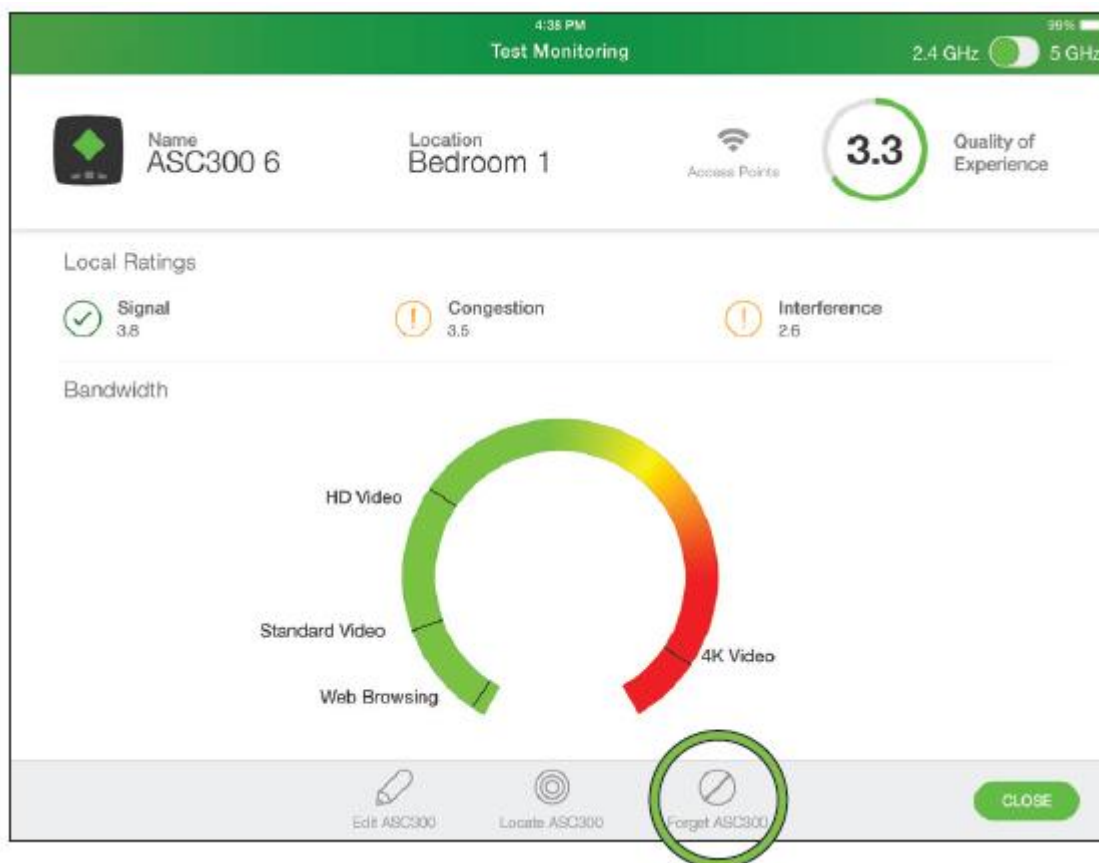 4:38 PM
99%
Test Monitoring
2.4 GHz
5 GHz
Name
ASC300 6
Location
Bedroom 1
Access Points
3.3
Quality of
Experience
Local Ratings
Signal
3.8
Congestion
3.5
Interference
2.6
Bandwidth
HD Video
Standard Video
Web Browsing
4K Video
Edit ASC300
Locate ASC300
Forget ASC300
CLOSE